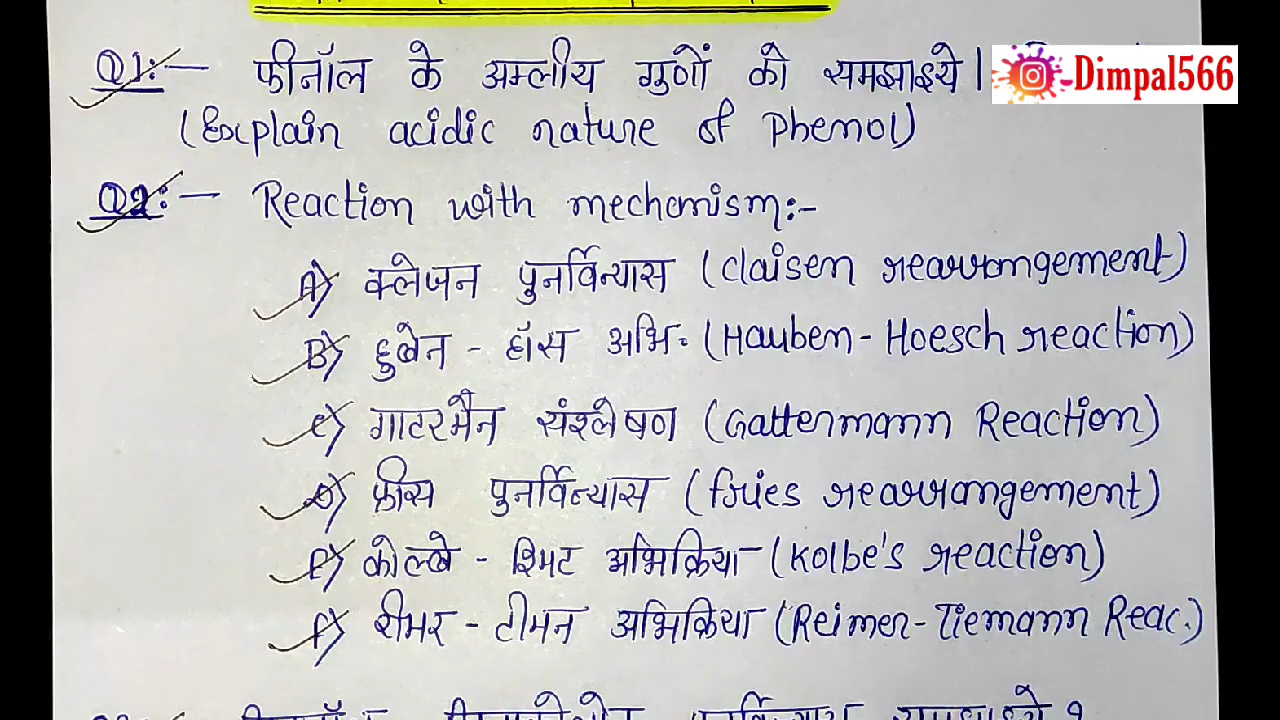 Q1:- फीनॉल के अम्लीय गुणों को समझाइये।
-Dimpal566
(Explain acidic nature of Phenol)
Q2:- Reaction with mechanism:-
A) क्लेजन पुनर्विन्यास (Claisen rearrangement)
B) हुबेन - हॉस अभि॰ (Hauben - Hoesch reaction)
C) गाटरमैन संश्लेषण (Gattermann Reaction)
D) फ्रीस पुनर्विन्यास (fries rearrangement)
E) कोल्बे - श्मिट अभिक्रिया (Kolbe's reaction)
F) रीमर - टीमन अभिक्रिया (Reimer-Tiemann Reac.)